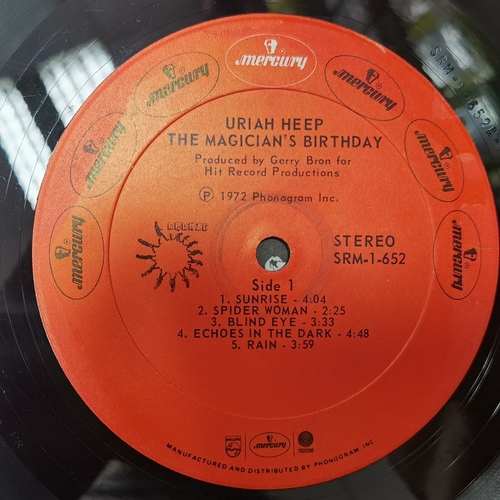 mercury
mercury
mercury
mercury
mercury
mercury
mercury
URIAH HEEP
THE MAGICIAN'S BIRTHDAY
Produced by Gerry Bron for
Hit Record Productions
Ⓟ 1972 Phonogram Inc.
BRONZE
STEREO
SRM-1-652
Side 1
1. SUNRISE - 4:04
2. SPIDER WOMAN - 2:25
3. BLIND EYE - 3:33
4. ECHOES IN THE DARK - 4:48
5. RAIN - 3:59
mercury
MANUFACTURED AND DISTRIBUTED BY PHONOGRAM, INC.